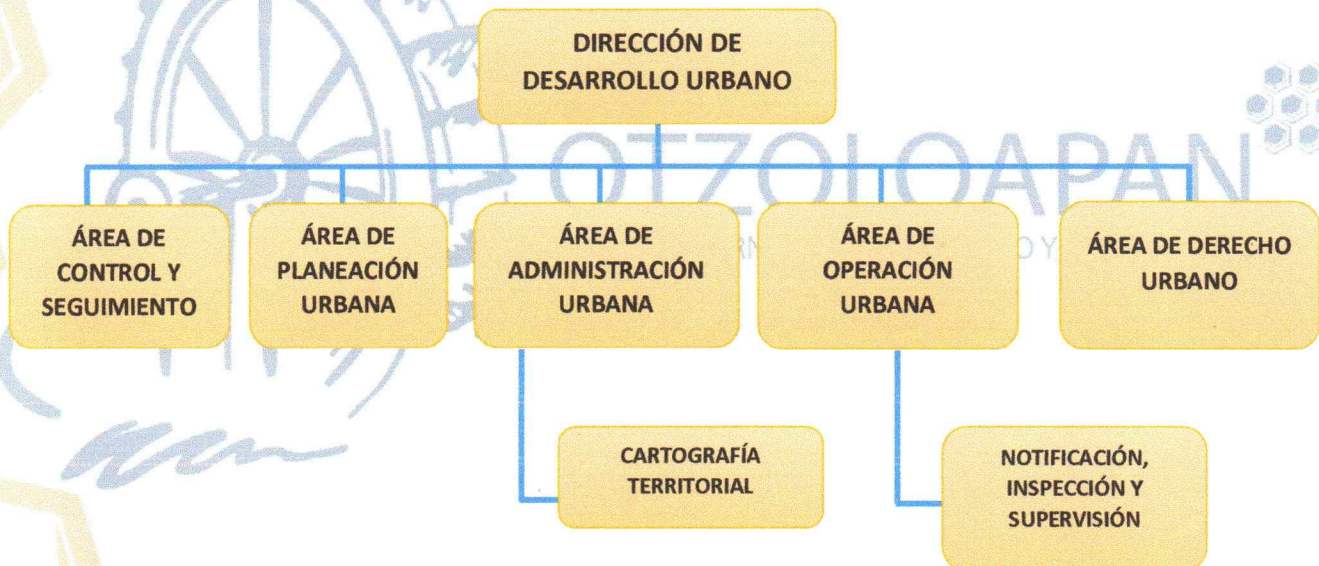 DIRECCIÓN DE
DESARROLLO URBANO
OTZOLOAPAN
ÁREA DE
CONTROL Y
SEGUIMIENTO
ÁREA DE
PLANEACIÓN
URBANA
ÁREA DE
ADMINISTRACIÓN
URBANA
ÁREA DE
OPERACIÓN
URBANA
ÁREA DE DERECHO
URBANO
CARTOGRAFÍA
TERRITORIAL
NOTIFICACIÓN,
INSPECCIÓN Y
SUPERVISIÓN